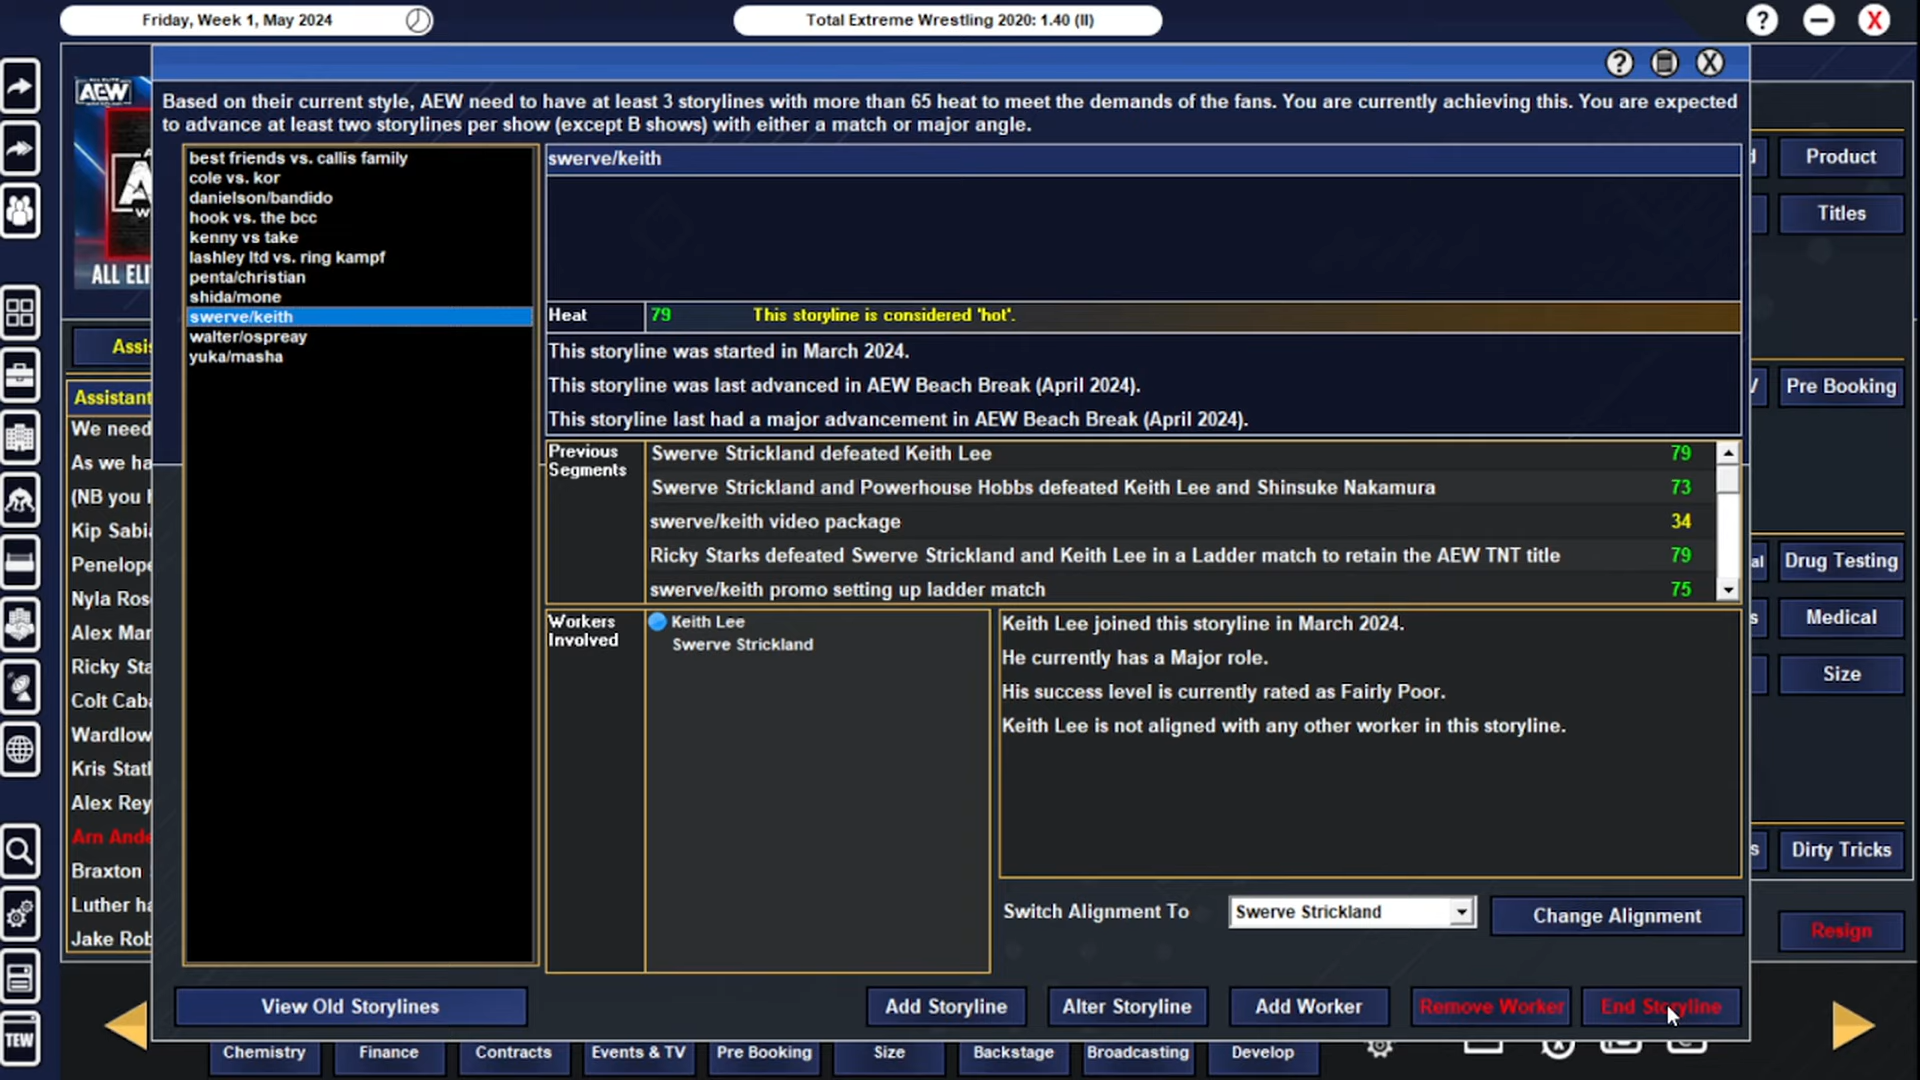 Friday, Week 1, May 2024
Total Extreme Wrestling 2020: 1.40 (II)
?
X
? X
AEW
ALL ELI
Based on their current style, AEW need to have at least 3 storylines with more than 65 heat to meet the demands of the fans. You are currently achieving this. You are expected
to advance at least two storylines per show (except B shows) with either a match or major angle.
best friends vs. callis family
cole vs. kor
danielson/bandido
hook vs. the bcc
kenny vs take
lashley ltd vs. ring kampf
penta/christian
shida/mone
swerve/keith
walter/ospreay
yuka/masha
swerve/keith
Heat 79 This storyline is considered 'hot'.
This storyline was started in March 2024.
This storyline was last advanced in AEW Beach Break (April 2024).
This storyline last had a major advancement in AEW Beach Break (April 2024).
Previous
Segments
Swerve Strickland defeated Keith Lee 79
Swerve Strickland and Powerhouse Hobbs defeated Keith Lee and Shinsuke Nakamura 73
swerve/keith video package 34
Ricky Starks defeated Swerve Strickland and Keith Lee in a Ladder match to retain the AEW TNT title 79
swerve/keith promo setting up ladder match 75
Workers
Involved
Keith Lee
Swerve Strickland
Keith Lee joined this storyline in March 2024.
He currently has a Major role.
His success level is currently rated as Fairly Poor.
Keith Lee is not aligned with any other worker in this storyline.
Switch Alignment To Swerve Strickland Change Alignment
View Old Storylines Add Storyline Alter Storyline Add Worker Remove Worker End Storyline
Assis
Assistant
We need
As we ha
(NB you
Kip Sabi
Penelope
Nyla Ros
Alex Mar
Ricky Sta
Colt Cab
Wardlow
Kris Statl
Alex Rey
Arn Ande
Braxton
Luther ha
Jake Rob
Product
Titles
Pre Booking
Drug Testing
Medical
Size
Dirty Tricks
Resign
TEW
Chemistry Finance Contracts Events & TV Pre Booking Size Backstage Broadcasting Develop